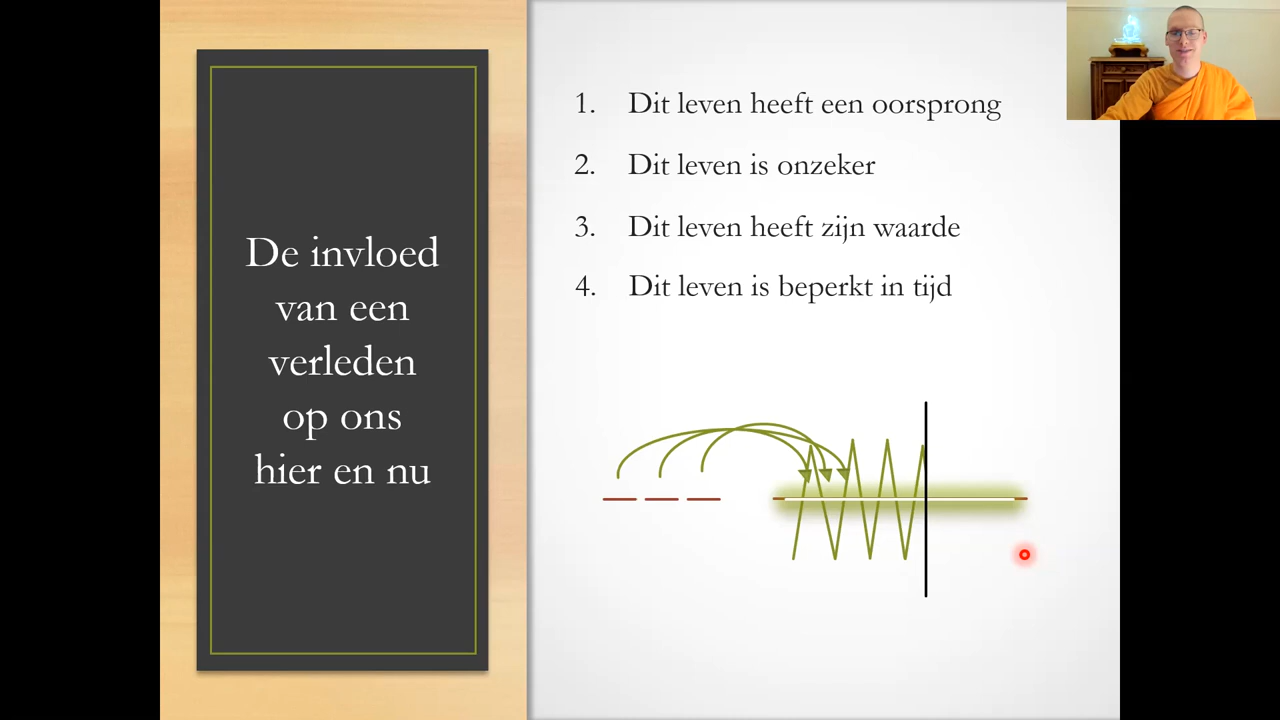 De invloed
van een
verleden
op ons
hier en nu
1. Dit leven heeft een oorsprong
2. Dit leven is onzeker
3. Dit leven heeft zijn waarde
4. Dit leven is beperkt in tijd